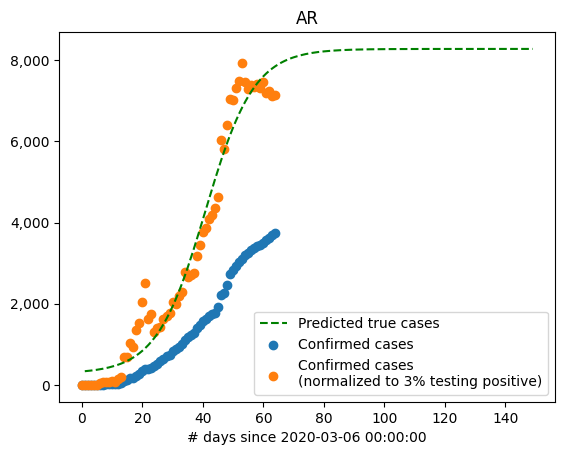 AR
8,000
6,000
4,000
2,000
0
Predicted true cases
Confirmed cases
Confirmed cases
(normalized to 3% testing positive)
0 20 40 60 80 100 120 140
# days since 2020-03-06 00:00:00